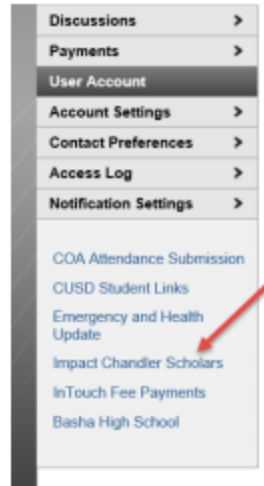 Discussions >
Payments >
User Account
Account Settings >
Contact Preferences >
Access Log >
Notification Settings >
COA Attendance Submission
CUSD Student Links
Emergency and Health
Update
Impact Chandler Scholars
InTouch Fee Payments
Basha High School